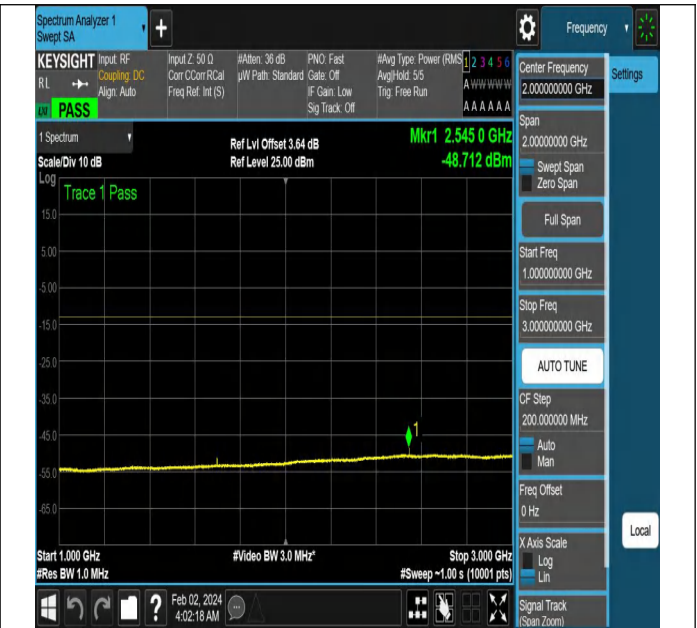 Spectrum Analyzer 1
Swept SA
Frequency
KEYSIGHT
RL
Input: RF
Coupling: DC
Align: Auto
Input Z: 50 Ω
Corr CCorr RCal
Freq Ref: Int (S)
#Atten: 36 dB
µW Path: Standard
PNO: Fast
Gate: Off
IF Gain: Low
Sig Track: Off
#Avg Type: Power (RMS)
Avg|Hold: 5/5
Trig: Free Run
1 2 3 4 5 6
A W W W W W
A A A A A A
PASS
1 Spectrum
Scale/Div 10 dB
Ref Lvl Offset 3.64 dB
Ref Level 25.00 dBm
Mkr1 2.545 0 GHz
-48.712 dBm
Log
Trace 1 Pass
15.0
5.00
-5.00
-15.0
-25.0
-35.0
-45.0
-55.0
-65.0
1
Start 1.000 GHz
#Res BW 1.0 MHz
#Video BW 3.0 MHz*
Stop 3.000 GHz
#Sweep ~1.00 s (10001 pts)
Feb 02, 2024
4:02:18 AM
?
Center Frequency
2.000000000 GHz
Settings
Span
2.00000000 GHz
Swept Span
Zero Span
Full Span
Start Freq
1.000000000 GHz
Stop Freq
3.000000000 GHz
AUTO TUNE
CF Step
200.000000 MHz
Auto
Man
Freq Offset
0 Hz
X Axis Scale
Log
Lin
Local
Signal Track
(Span Zoom)